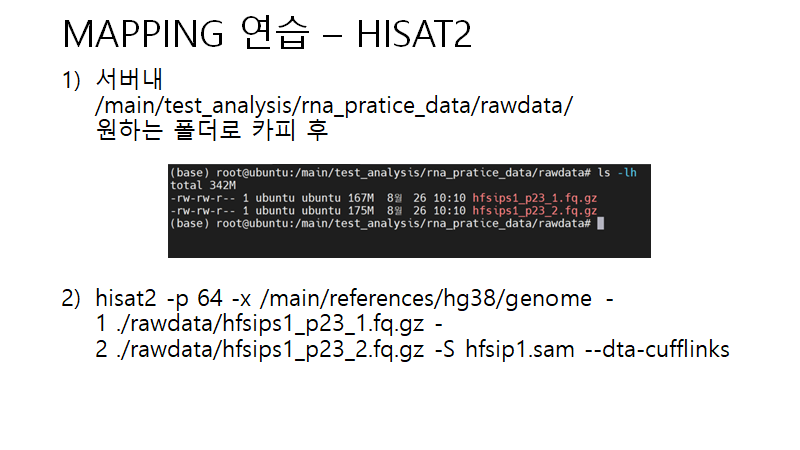 MAPPING 연습 – HISAT2
1) 서버내
/main/test_analysis/rna_pratice_data/rawdata/
원하는 폴더로 카피 후
(base) root@ubuntu:/main/test_analysis/rna_pratice_data/rawdata# ls -lh
total 342M
-rw-rw-r-- 1 ubuntu ubuntu 167M 8월 26 10:10 hfsips1_p23_1.fq.gz
-rw-rw-r-- 1 ubuntu ubuntu 175M 8월 26 10:10 hfsips1_p23_2.fq.gz
(base) root@ubuntu:/main/test_analysis/rna_pratice_data/rawdata#
2) hisat2 -p 64 -x /main/references/hg38/genome -
1 ./rawdata/hfsips1_p23_1.fq.gz -
2 ./rawdata/hfsips1_p23_2.fq.gz -S hfsip1.sam --dta-cufflinks